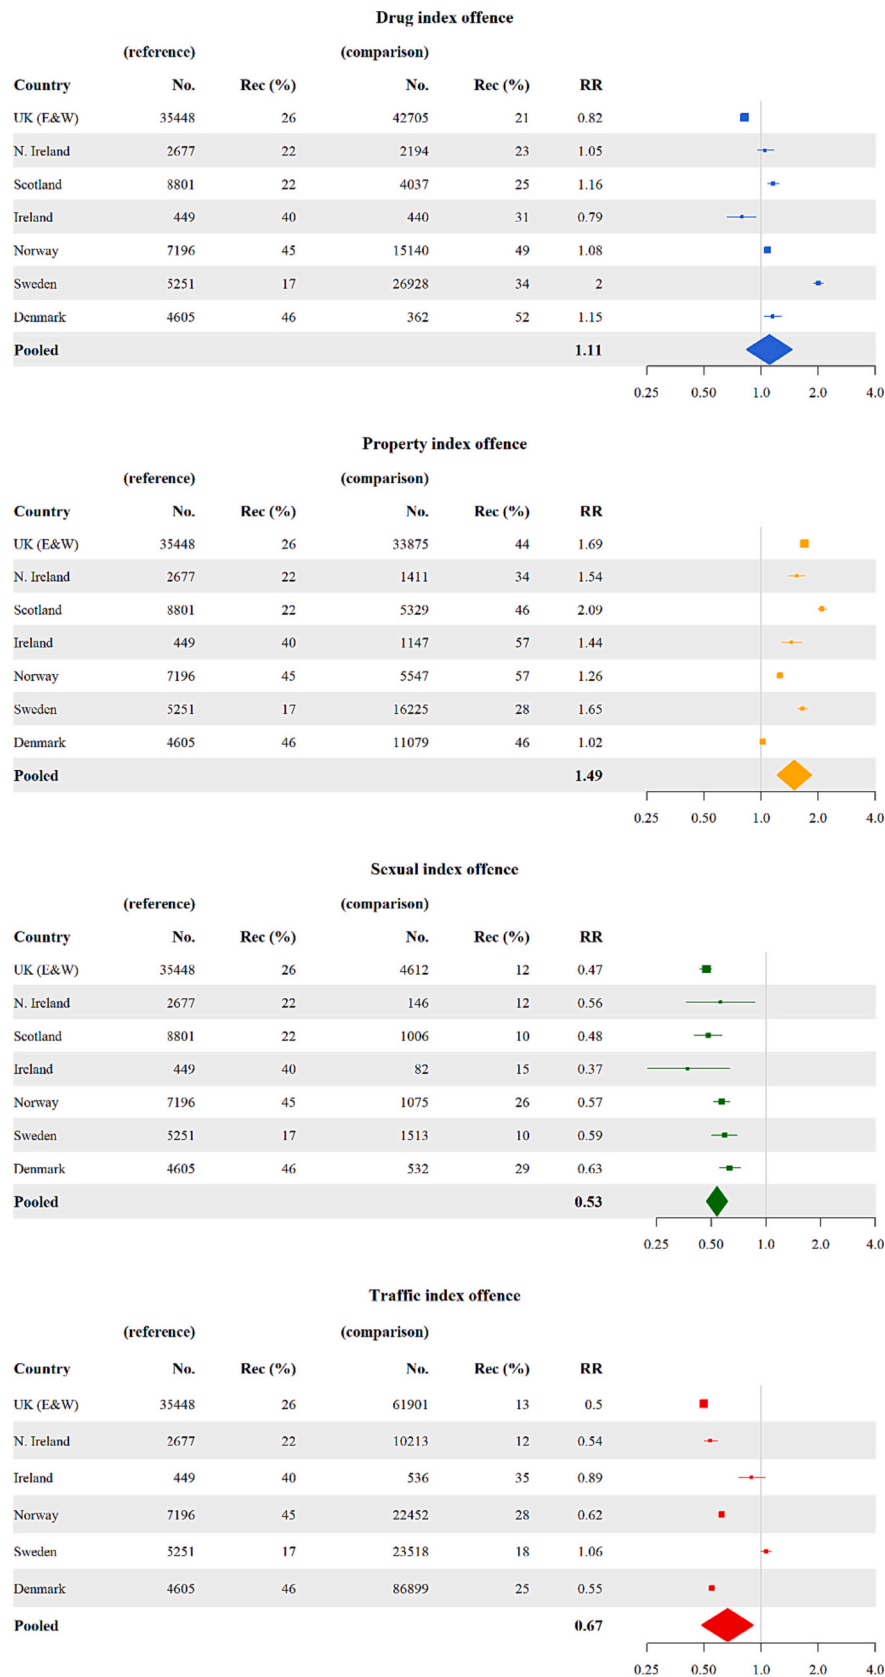 Drug index offence
(reference) (comparison)
Country No. Rec (%) No. Rec (%) RR
UK (E&W) 35448 26 42705 21 0.82
N. Ireland 2677 22 2194 23 1.05
Scotland 8801 22 4037 25 1.16
Ireland 449 40 440 31 0.79
Norway 7196 45 15140 49 1.08
Sweden 5251 17 26928 34 2
Denmark 4605 46 362 52 1.15
Pooled 1.11
0.25 0.50 1.0 2.0 4.0
Property index offence
(reference) (comparison)
Country No. Rec (%) No. Rec (%) RR
UK (E&W) 35448 26 33875 44 1.69
N. Ireland 2677 22 1411 34 1.54
Scotland 8801 22 5329 46 2.09
Ireland 449 40 1147 57 1.44
Norway 7196 45 5547 57 1.26
Sweden 5251 17 16225 28 1.65
Denmark 4605 46 11079 46 1.02
Pooled 1.49
0.25 0.50 1.0 2.0 4.0
Sexual index offence
(reference) (comparison)
Country No. Rec (%) No. Rec (%) RR
UK (E&W) 35448 26 4612 12 0.47
N. Ireland 2677 22 146 12 0.56
Scotland 8801 22 1006 10 0.48
Ireland 449 40 82 15 0.37
Norway 7196 45 1075 26 0.57
Sweden 5251 17 1513 10 0.59
Denmark 4605 46 532 29 0.63
Pooled 0.53
0.25 0.50 1.0 2.0 4.0
Traffic index offence
(reference) (comparison)
Country No. Rec (%) No. Rec (%) RR
UK (E&W) 35448 26 61901 13 0.5
N. Ireland 2677 22 10213 12 0.54
Ireland 449 40 536 35 0.89
Norway 7196 45 22452 28 0.62
Sweden 5251 17 23518 18 1.06
Denmark 4605 46 86899 25 0.55
Pooled 0.67
0.25 0.50 1.0 2.0 4.0